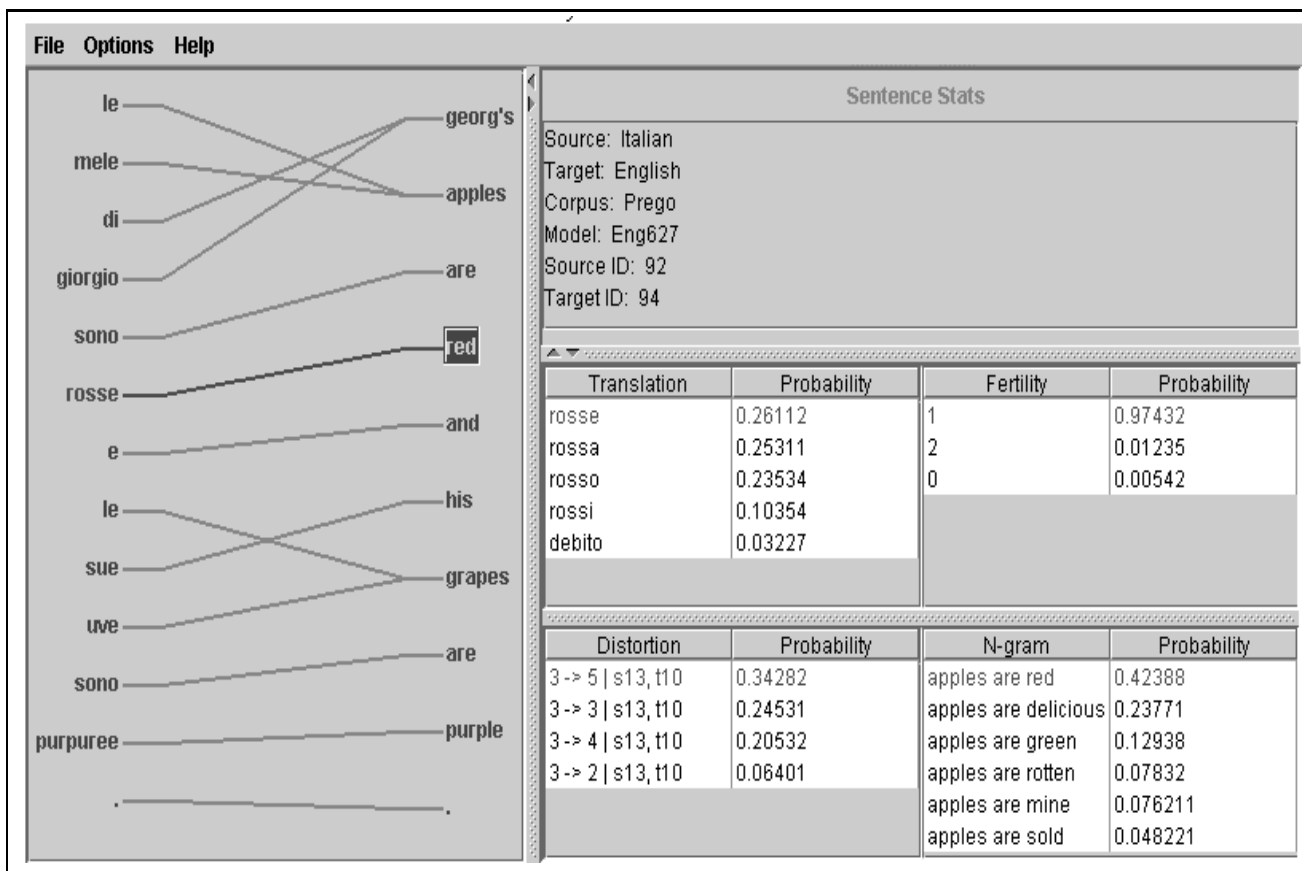 File Options Help
le
mele
di
giorgio
sono
rosse
e
le
sue
uve
sono
purpuree
.
georg's
apples
are
red
and
his
grapes
are
purple
.
Sentence Stats
Source: Italian
Target: English
Corpus: Prego
Model: Eng627
Source ID: 92
Target ID: 94
Translation Probability
rosse 0.26112
rossa 0.25311
rosso 0.23534
rossi 0.10354
debito 0.03227
Fertility Probability
1 0.97432
2 0.01235
0 0.00542
Distortion Probability
3 -> 5 | s13, t10 0.34282
3 -> 3 | s13, t10 0.24531
3 -> 4 | s13, t10 0.20532
3 -> 2 | s13, t10 0.06401
N-gram Probability
apples are red 0.42388
apples are delicious 0.23771
apples are green 0.12938
apples are rotten 0.07832
apples are mine 0.076211
apples are sold 0.048221